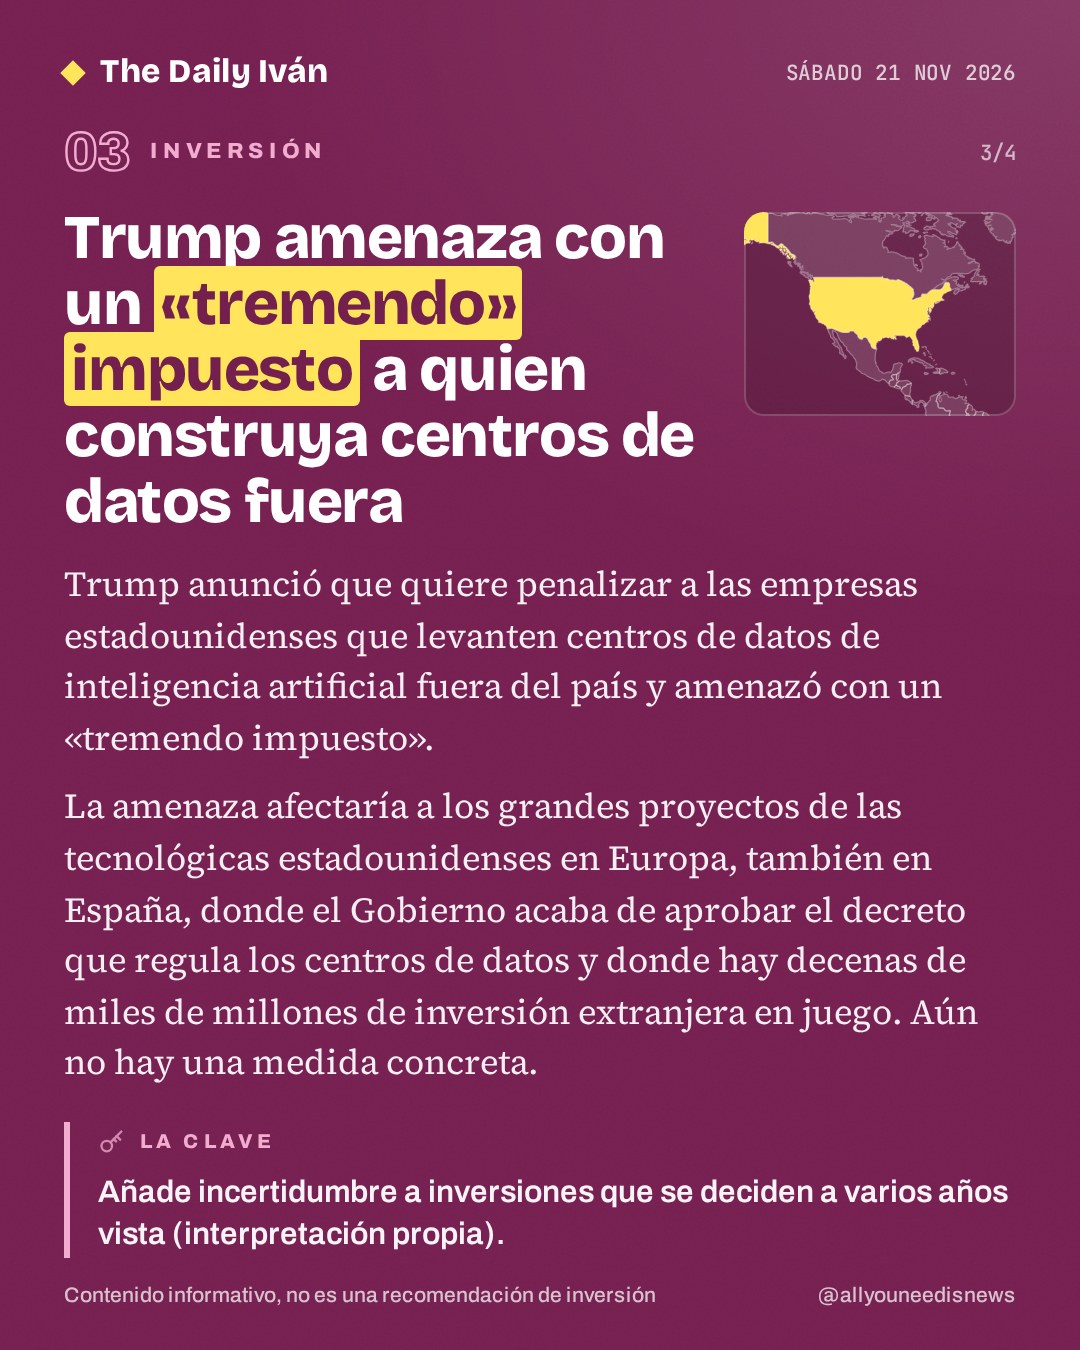 The Daily Iván
SÁBADO 21 NOV 2026
03 INVERSIÓN
3/4
Trump amenaza con
un «tremendo»
impuesto a quien
construya centros de
datos fuera
Trump anunció que quiere penalizar a las empresas
estadounidenses que levanten centros de datos de
inteligencia artificial fuera del país y amenazó con un
«tremendo impuesto».
La amenaza afectaría a los grandes proyectos de las
tecnológicas estadounidenses en Europa, también en
España, donde el Gobierno acaba de aprobar el decreto
que regula los centros de datos y donde hay decenas de
miles de millones de inversión extranjera en juego. Aún
no hay una medida concreta.
LA CLAVE
Añade incertidumbre a inversiones que se deciden a varios años
vista (interpretación propia).
Contenido informativo, no es una recomendación de inversión
@allyouneedisnews